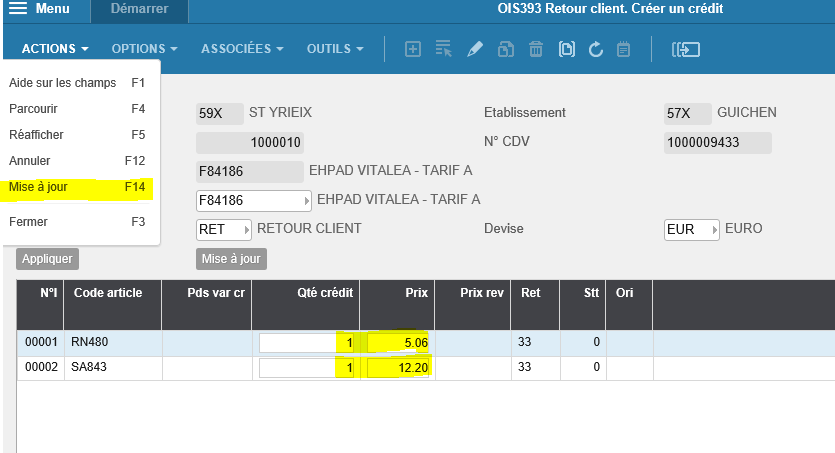 Menu Démarrer OIS393 Retour client. Créer un crédit
ACTIONS OPTIONS ASSOCIÉES OUTILS
Aide sur les champs F1
Parcourir F4
Réafficher F5
Annuler F12
Mise à jour F14
Fermer F3
59X ST YRIEIX Etablissement 57X GUICHEN
1000010 N° CDV 1000009433
F84186 EHPAD VITALEA - TARIF A
F84186 EHPAD VITALEA - TARIF A
RET RETOUR CLIENT Devise EUR EURO
Appliquer Mise à jour
N°l Code article Pds var cr Qté crédit Prix Prix rev Ret Stt Ori
00001 RN480 1 5.06 33 0
00002 SA843 1 12.20 33 0